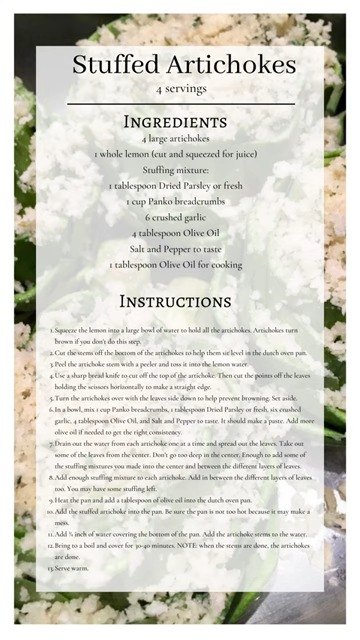 Stuffed Artichokes
4 servings
Ingredients
4 large artichokes
1 whole lemon (cut and squeezed for juice)
Stuffing mixture:
1 tablespoon Dried Parsley or fresh
1 cup Panko breadcrumbs
6 crushed garlic
4 tablespoon Olive Oil
Salt and Pepper to taste
1 tablespoon Olive Oil for cooking
Instructions
1. Squeeze the lemon into a large bowl of water to hold all the artichokes. Artichokes turn
brown if you don't do this step.
2. Cut the stems off the bottom of the artichokes to help them sit level in the dutch oven pan.
3. Peel the artichoke stem with a peeler and toss it into the lemon water.
4. Use a sharp bread knife to cut off the top of the artichoke. Then cut the points off the leaves
holding the scissors horizontally to make a straight edge.
5. Turn the artichokes over with the leaves side down to help prevent browning. Set aside.
6. In a bowl, mix 1 cup Panko breadcrumbs, 1 tablespoon Dried Parsley or fresh, six crushed
garlic, 4 tablespoon Olive Oil, and Salt and Pepper to taste. It should make a paste. Add more
olive oil if needed to get the right consistency.
7. Drain out the water from each artichoke one at a time and spread out the leaves. Take out
some of the leaves from the center. Don't go too deep in the center. Enough to add some of
the stuffing mixtures you made into the center and between the different layers of leaves.
8. Add enough stuffing mixture to each artichoke. Add in between the different layers of leaves
too. You may have some stuffing left.
9. Heat the pan and add a tablespoon of olive oil into the dutch oven.
10. Add the stuffed artichoke into the pan. Be sure the pan is not too hot because it may make a
mess.
11. Add ¾ inch of water covering the bottom of the pan. Add the artichoke stems to the water.
12. Bring to a boil and cover for 30-40 minutes. NOTE: when the stems are done, the artichokes
are done.
13. Serve warm.